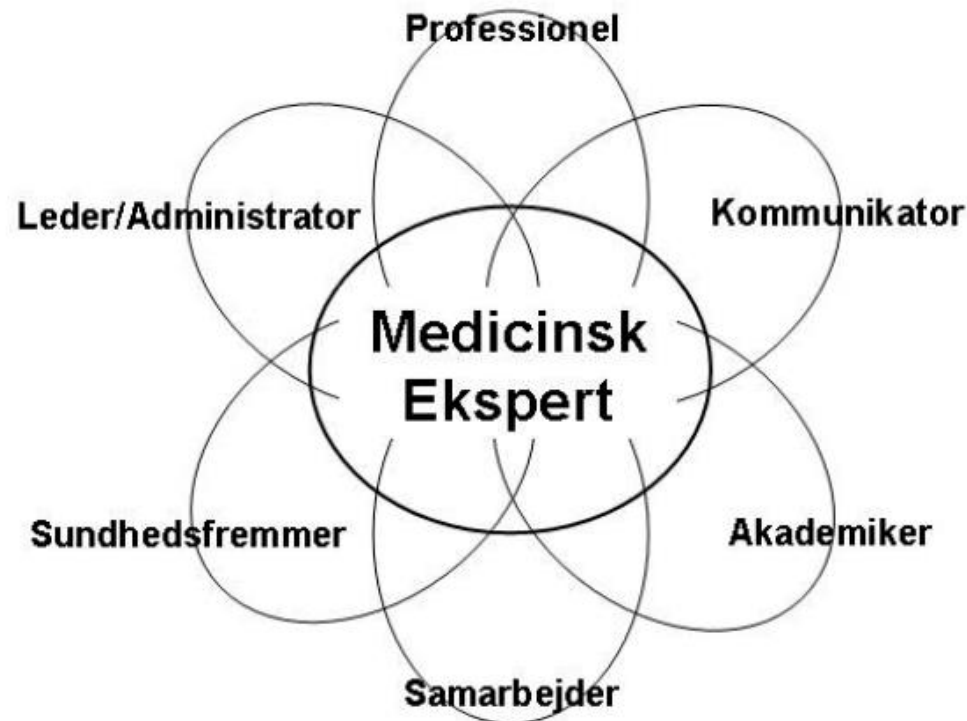 Professionel
Leder/Administrator
Kommunikator
Medicinsk
Ekspert
Sundhedsfremmer
Akademiker
Samarbejder